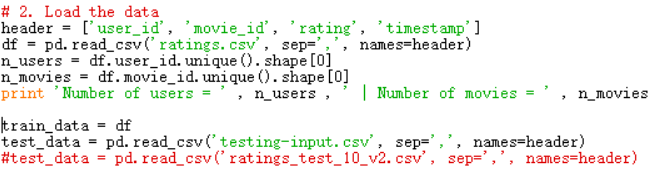 # 2. Load the data
header = ['user_id', 'movie_id', 'rating', 'timestamp']
df = pd.read_csv('ratings.csv', sep=',', names=header)
n_users = df.user_id.unique().shape[0]
n_movies = df.movie_id.unique().shape[0]
print 'Number of users = ' , n_users , ' | Number of movies = ' , n_movies
train_data = df
test_data = pd.read_csv('testing-input.csv', sep=',', names=header)
#test_data = pd.read_csv('ratings_test_10_v2.csv', sep=',', names=header)